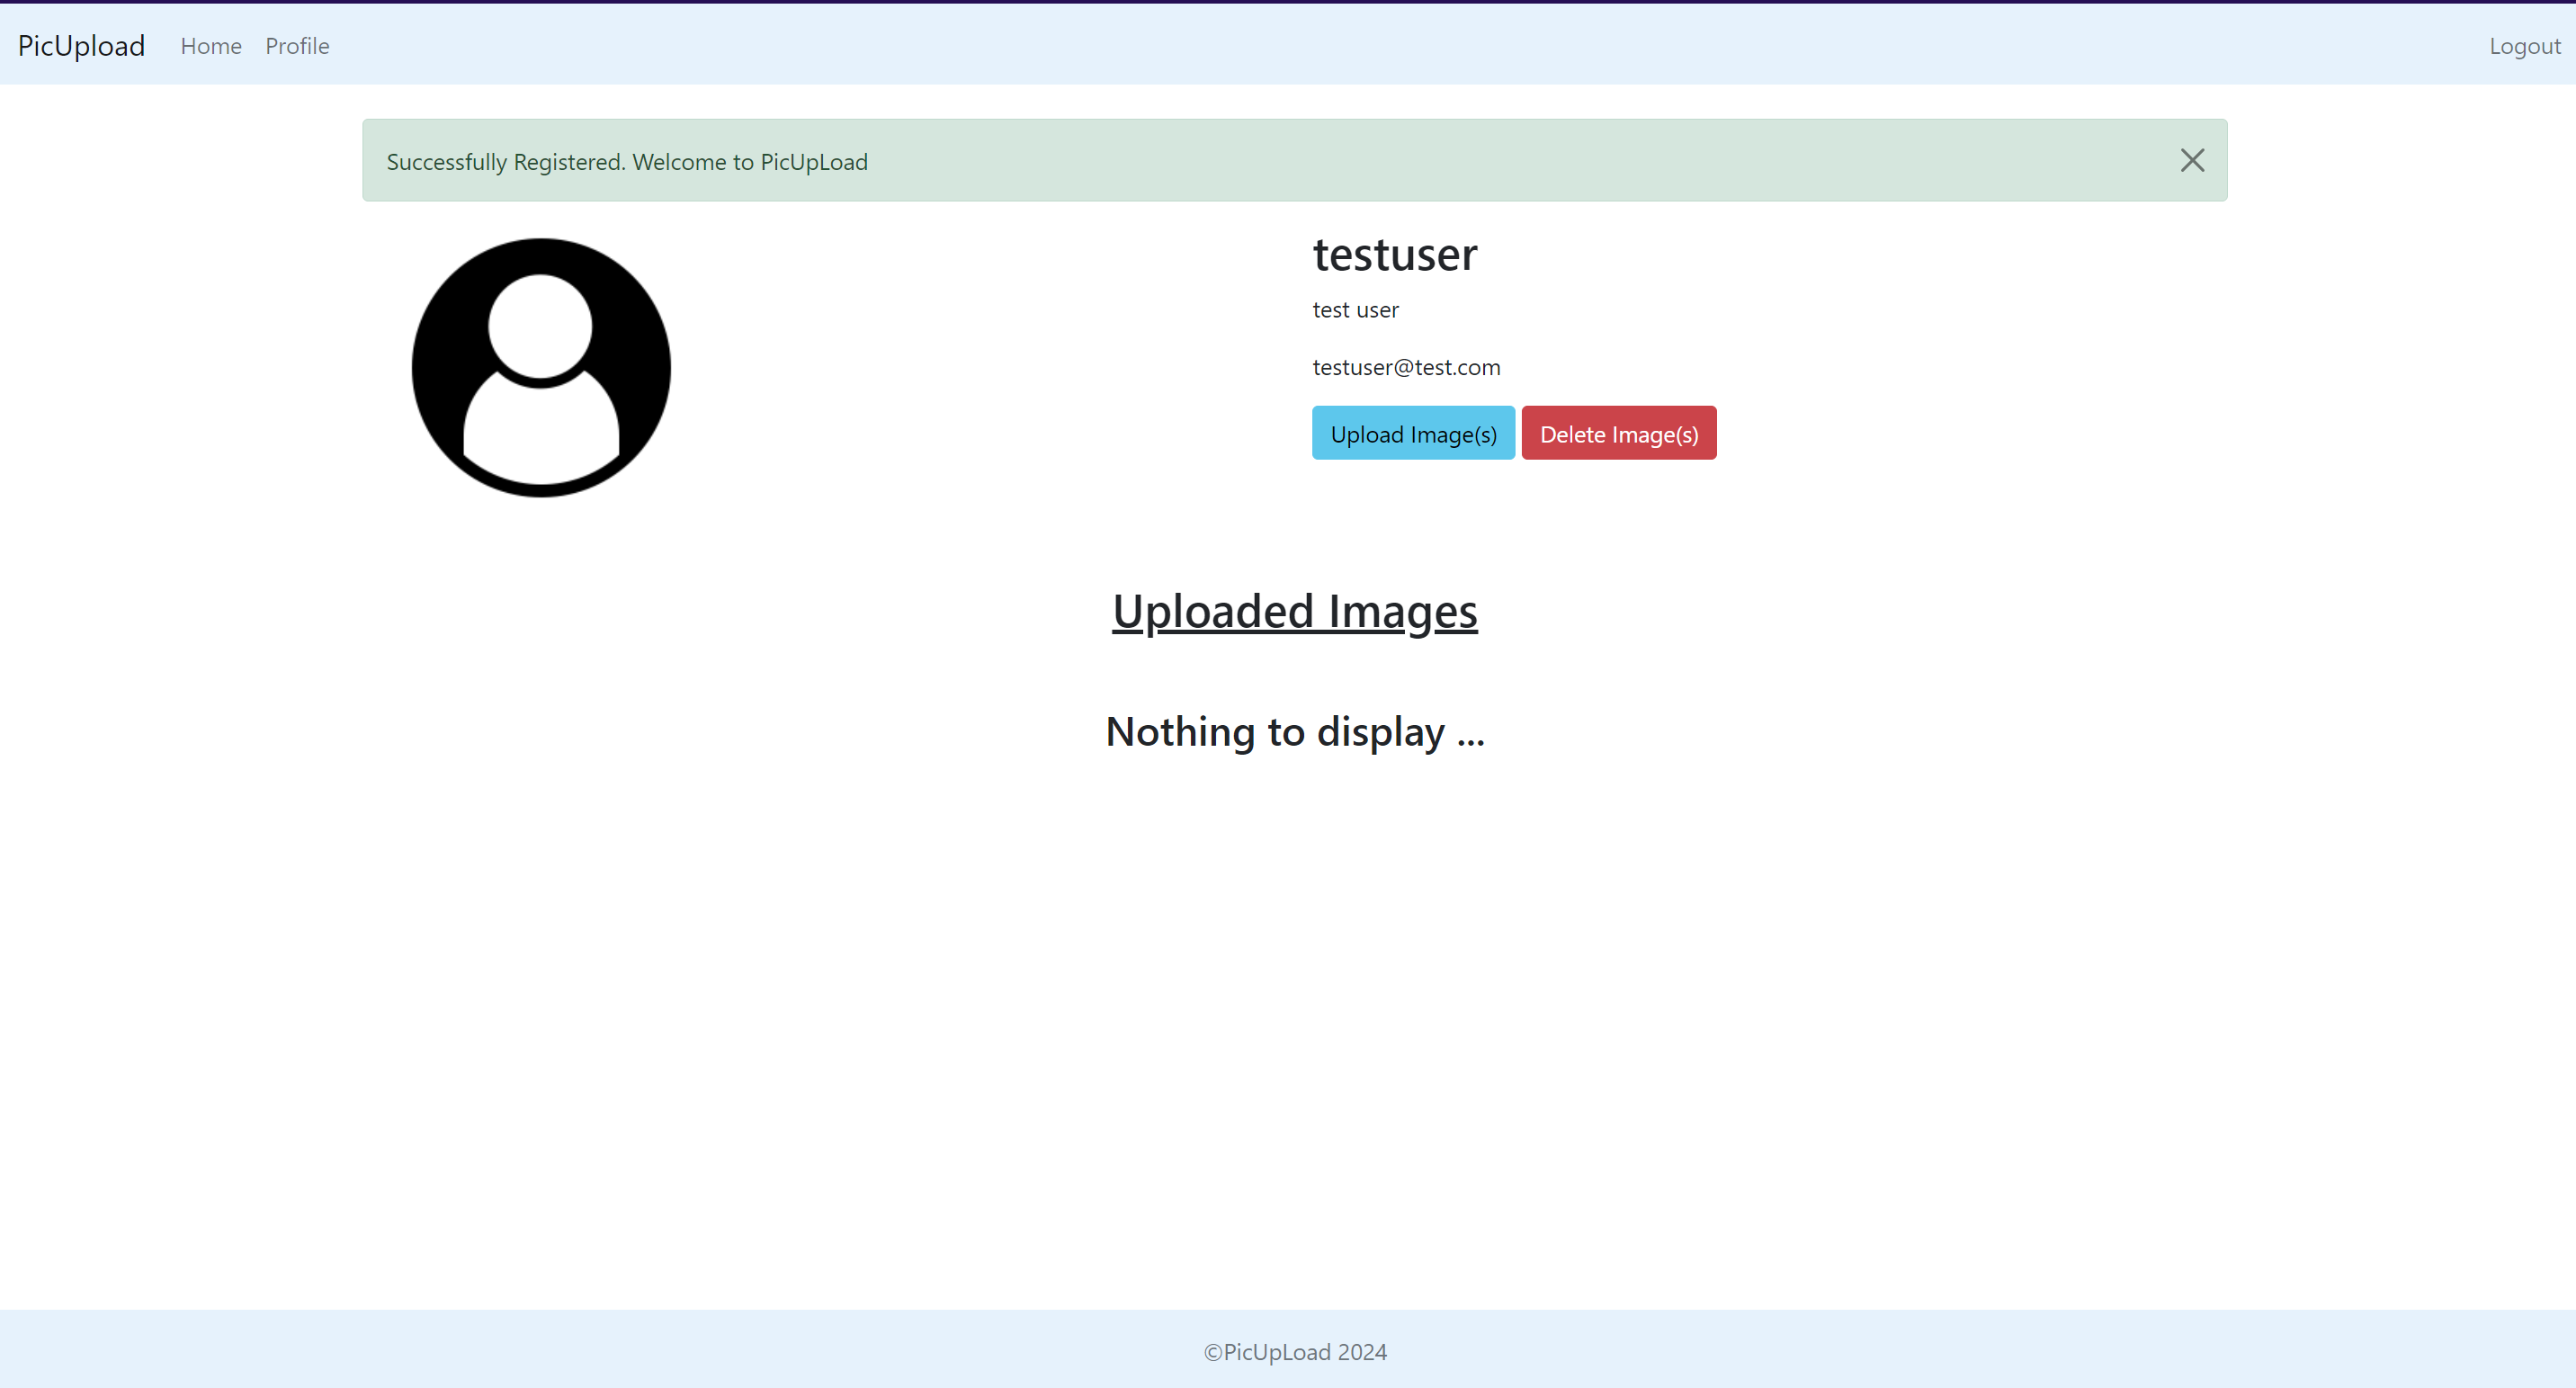 PicUpload Home Profile Logout
Successfully Registered. Welcome to PicUpLoad
testuser
test user
testuser@test.com
Upload Image(s) Delete Image(s)
Uploaded Images
Nothing to display ...
©PicUpLoad 2024